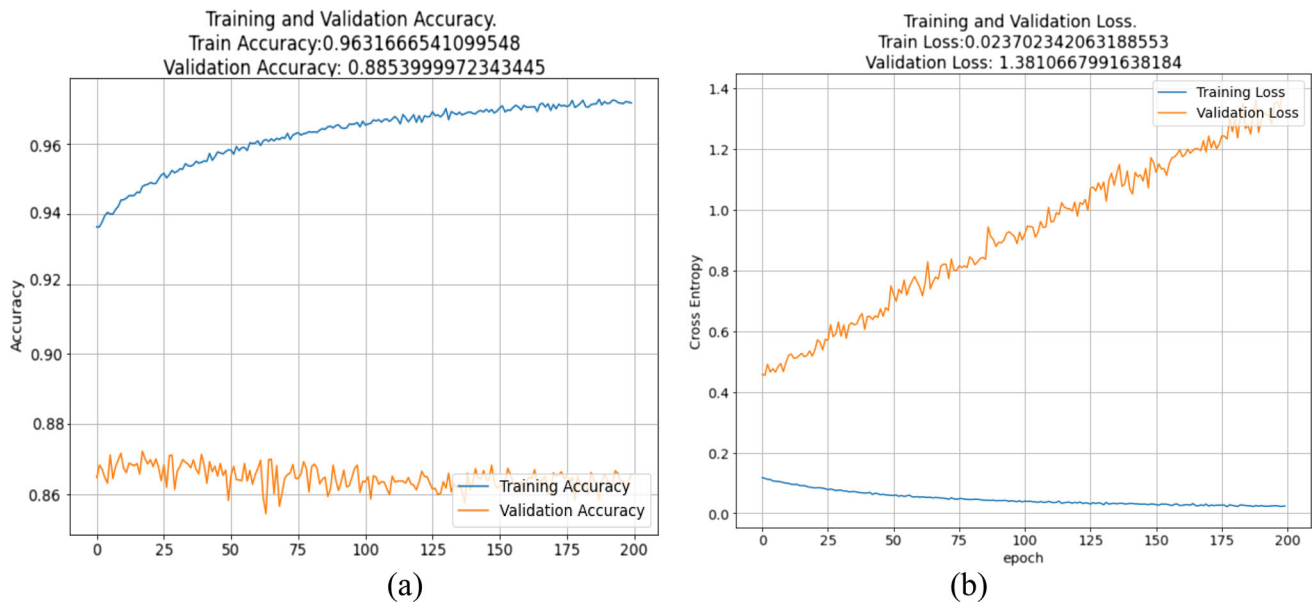 Training and Validation Accuracy.
Train Accuracy:0.9631666541099548
Validation Accuracy: 0.8853999972343445
Accuracy
0.96
0.94
0.92
0.90
0.88
0.86
0
25
50
75
100
125
150
175
200
Training Accuracy
Validation Accuracy
(a)
Training and Validation Loss.
Train Loss:0.023702342063188553
Validation Loss: 1.3810667991638184
Training Loss
Validation Loss
Cross Entropy
1.4
1.2
1.0
0.8
0.6
0.4
0.2
0.0
0
25
50
75
100
125
150
175
200
epoch
(b)